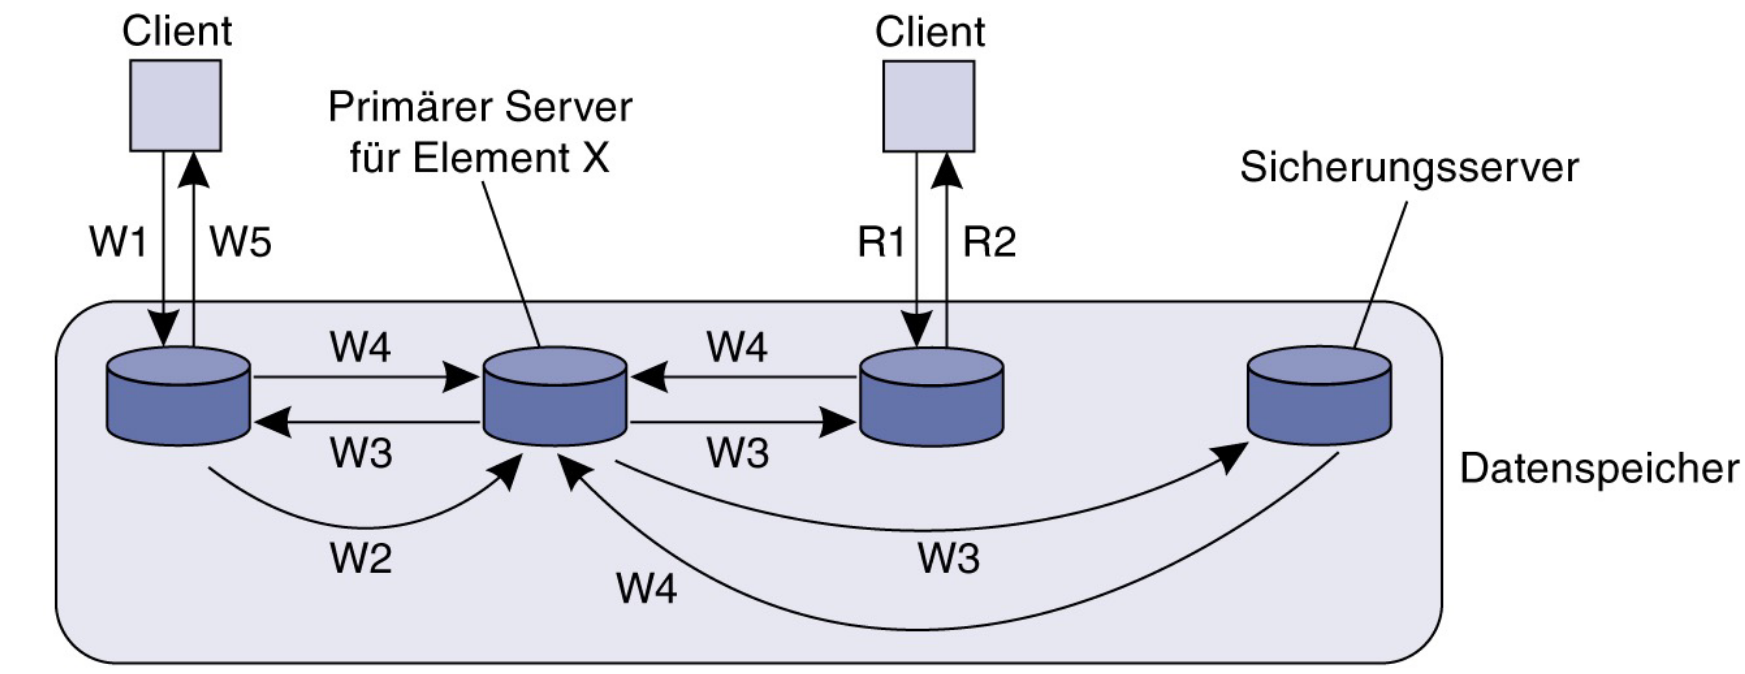 Client
Client
Primärer Server
für Element X
Sicherungsserver
W1
W5
R1
R2
W4
W4
W3
W3
Datenspeicher
W2
W3
W4